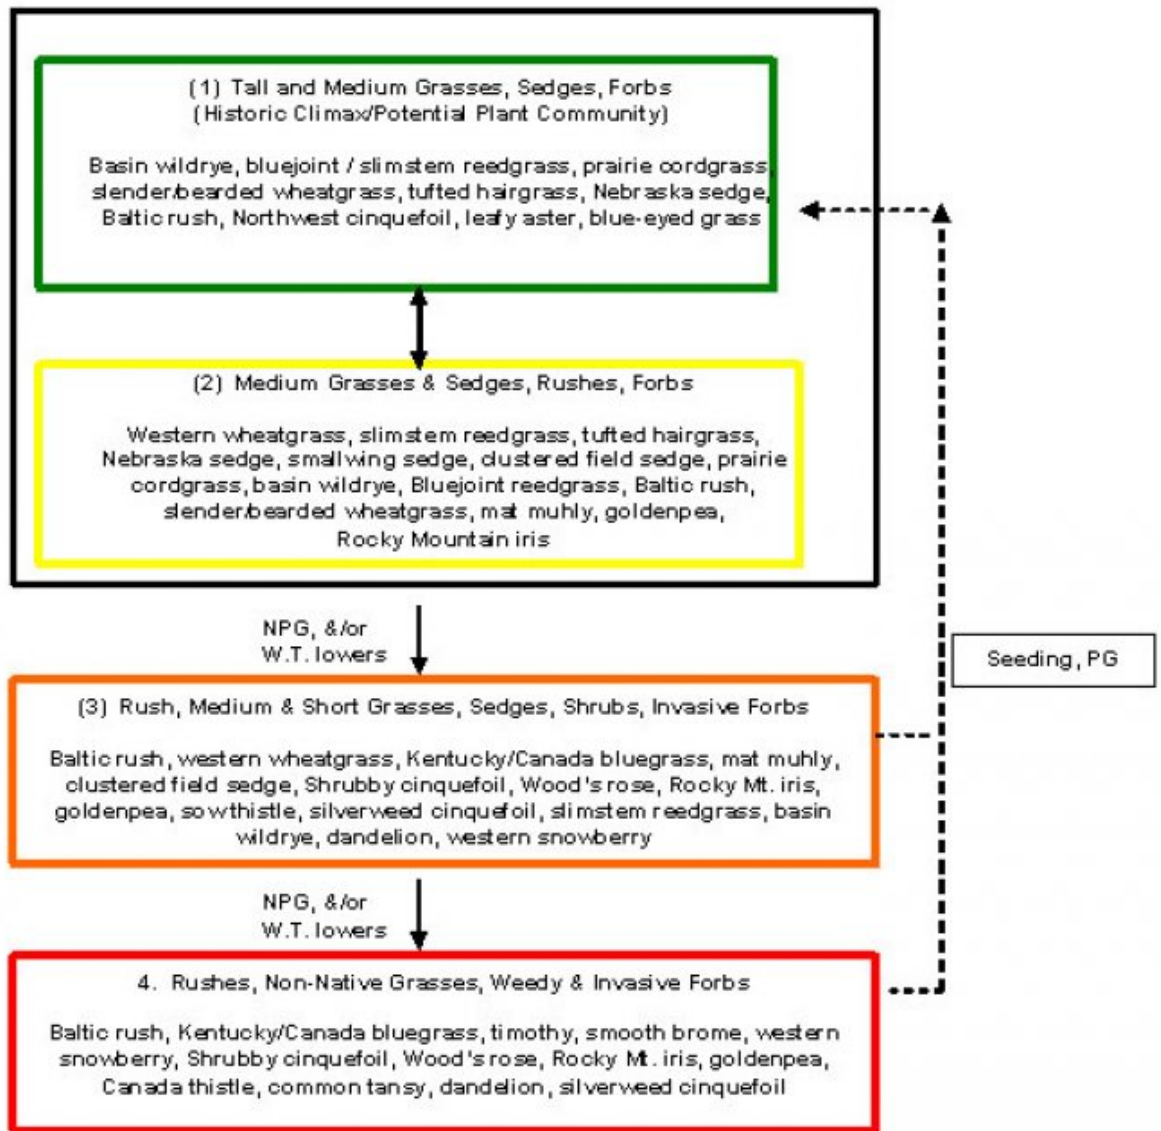 (1) Tall and Medium Grasses, Sedges, Forbs
(Historic Climax/Potential Plant Community)
Basin wildrye, bluejoint / slimstem reedgrass, prairie cordgrass,
slender/bearded wheatgrass, tufted hairgrass, Nebraska sedge,
Baltic rush, Northwest cinquefoil, leafy aster, blue-eyed grass
(2) Medium Grasses & Sedges, Rushes, Forbs
Western wheatgrass, slimstem reedgrass, tufted hairgrass,
Nebraska sedge, smallwing sedge, clustered field sedge, prairie
cordgrass, basin wildrye, Bluejoint reedgrass, Baltic rush,
slender/bearded wheatgrass, mat muhly, goldenpea,
Rocky Mountain iris
NPG, &/or
W.T. lowers
Seeding, PG
(3) Rush, Medium & Short Grasses, Sedges, Shrubs, Invasive Forbs
Baltic rush, western wheatgrass, Kentucky/Canada bluegrass, mat muhly,
clustered field sedge, Shrubby cinquefoil, Wood's rose, Rocky Mt. iris,
goldenpea, sowthistle, silverweed cinquefoil, slimstem reedgrass, basin
wildrye, dandelion, western snowberry
NPG, &/or
W.T. lowers
4. Rushes, Non-Native Grasses, Weedy & Invasive Forbs
Baltic rush, Kentucky/Canada bluegrass, timothy, smooth brome, western
snowberry, Shrubby cinquefoil, Wood's rose, Rocky Mt. iris, goldenpea,
Canada thistle, common tansy, dandelion, silverweed cinquefoil